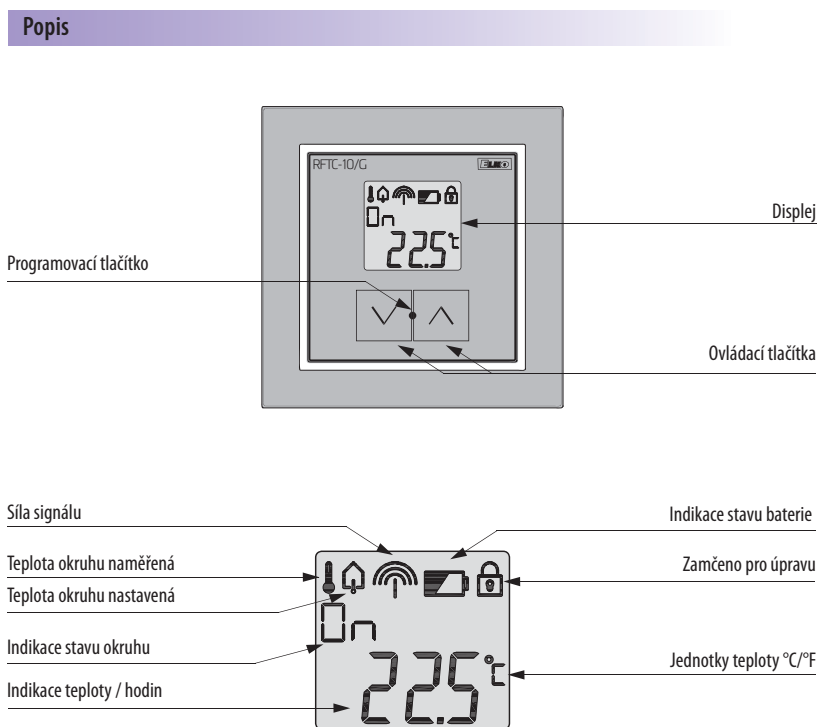 Popis
RFTC-10/G
ELKO
On
22.5 °C
Displej
Programovací tlačítko
Ovládací tlačítka
Síla signálu
Indikace stavu baterie
Teplota okruhu naměřená
Zamčeno pro úpravu
Teplota okruhu nastavená
On
Indikace stavu okruhu
22.5 °C
Jednotky teploty °C/°F
Indikace teploty / hodin